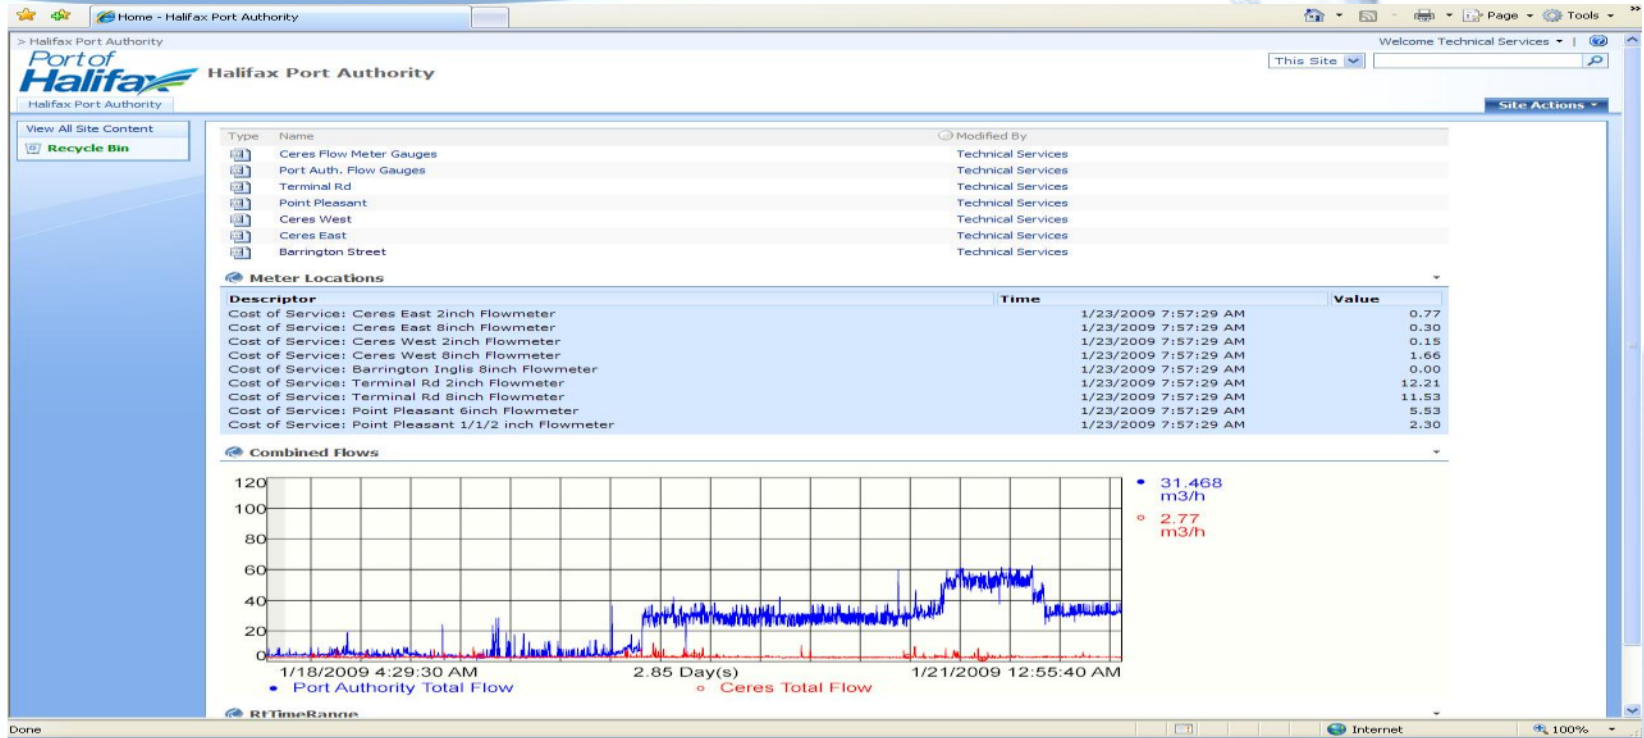 Home - Halifax Port Authority
Page
Tools
> Halifax Port Authority
Welcome Technical Services
Port of
Halifax
Halifax Port Authority
This Site
Halifax Port Authority
Site Actions
View All Site Content
Recycle Bin
Type Name Modified By
Ceres Flow Meter Gauges Technical Services
Port Auth. Flow Gauges Technical Services
Terminal Rd Technical Services
Point Pleasant Technical Services
Ceres West Technical Services
Ceres East Technical Services
Barrington Street Technical Services
Meter Locations
Descriptor Time Value
Cost of Service: Ceres East 2inch Flowmeter 1/23/2009 7:57:29 AM 0.77
Cost of Service: Ceres East 8inch Flowmeter 1/23/2009 7:57:29 AM 0.30
Cost of Service: Ceres West 2inch Flowmeter 1/23/2009 7:57:29 AM 0.15
Cost of Service: Ceres West 8inch Flowmeter 1/23/2009 7:57:29 AM 1.66
Cost of Service: Barrington Inglis 8inch Flowmeter 1/23/2009 7:57:29 AM 0.00
Cost of Service: Terminal Rd 2inch Flowmeter 1/23/2009 7:57:29 AM 12.21
Cost of Service: Terminal Rd 8inch Flowmeter 1/23/2009 7:57:29 AM 11.53
Cost of Service: Point Pleasant 6inch Flowmeter 1/23/2009 7:57:29 AM 5.53
Cost of Service: Point Pleasant 1/1/2 inch Flowmeter 1/23/2009 7:57:29 AM 2.30
Combined Flows
120
100
80
60
40
20
0
31.468
m3/h
2.77
m3/h
1/18/2009 4:29:30 AM 2.85 Day(s) 1/21/2009 12:55:40 AM
Port Authority Total Flow Ceres Total Flow
RtTimeRange
Done Internet 100%